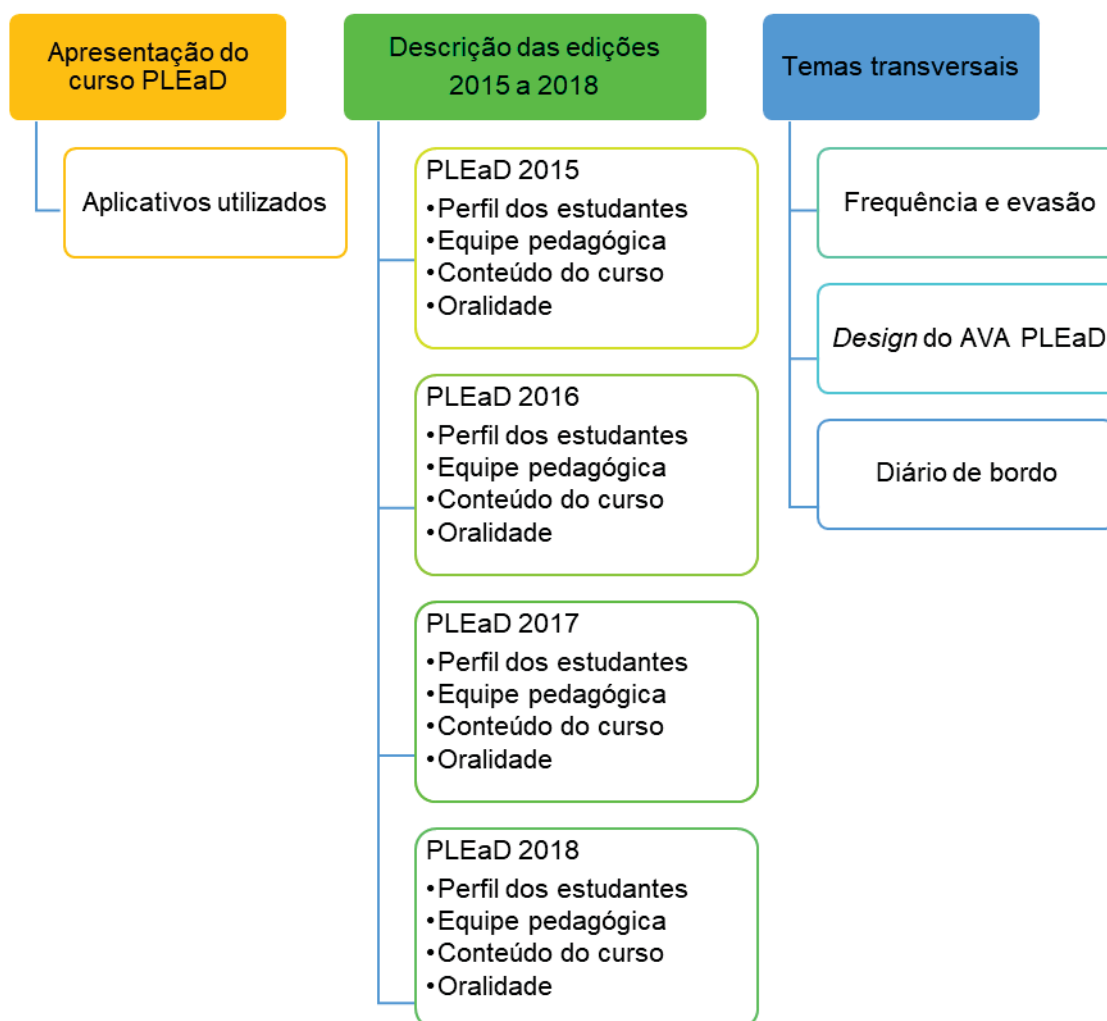 Apresentação do
curso PLEaD
Aplicativos utilizados
Descrição das edições
2015 a 2018
PLEaD 2015
•Perfil dos estudantes
•Equipe pedagógica
•Conteúdo do curso
•Oralidade
PLEaD 2016
•Perfil dos estudantes
•Equipe pedagógica
•Conteúdo do curso
•Oralidade
PLEaD 2017
•Perfil dos estudantes
•Equipe pedagógica
•Conteúdo do curso
•Oralidade
PLEaD 2018
•Perfil dos estudantes
•Equipe pedagógica
•Conteúdo do curso
•Oralidade
Temas transversais
Frequência e evasão
Design do AVA PLEaD
Diário de bordo